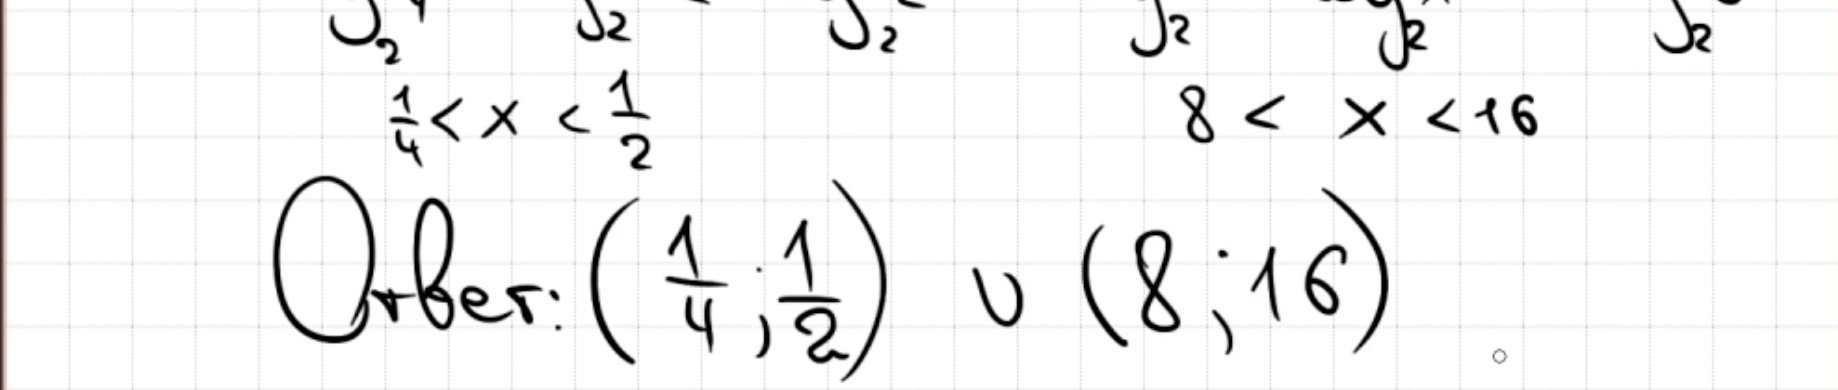 1/4 < x < 1/2 8 < x < 16
Ответ: (1/4; 1/2) ∪ (8; 16)